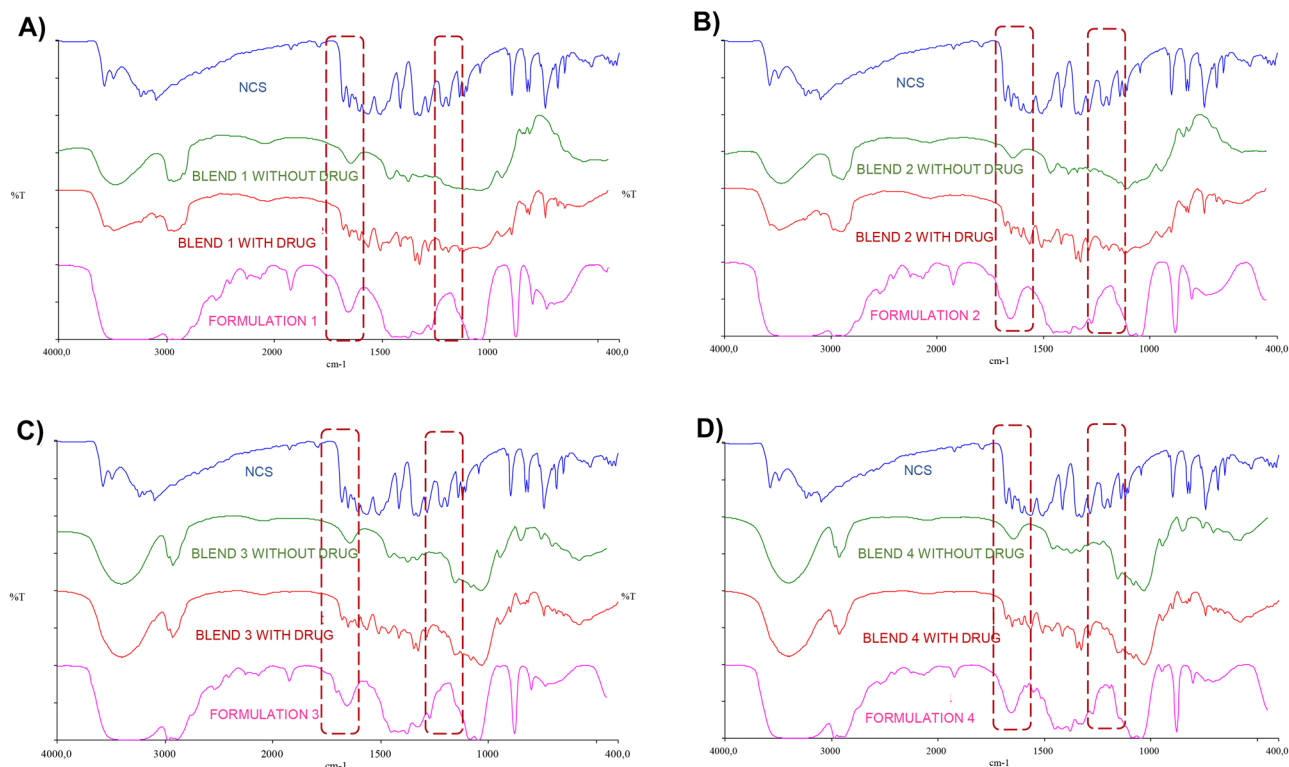 A)
NCS
BLEND 1 WITHOUT DRUG
%T
BLEND 1 WITH DRUG
FORMULATION 1
4000,0 3000 2000 1500 1000 400,0
cm-1
B)
NCS
BLEND 2 WITHOUT DRUG
%T
BLEND 2 WITH DRUG
FORMULATION 2
4000,0 3000 2000 1500 1000 400,0
cm-1
C)
NCS
BLEND 3 WITHOUT DRUG
%T
BLEND 3 WITH DRUG
FORMULATION 3
4000,0 3000 2000 1500 1000 400,0
cm-1
D)
NCS
BLEND 4 WITHOUT DRUG
%T
BLEND 4 WITH DRUG
FORMULATION 4
4000,0 3000 2000 1500 1000 400,0
cm-1